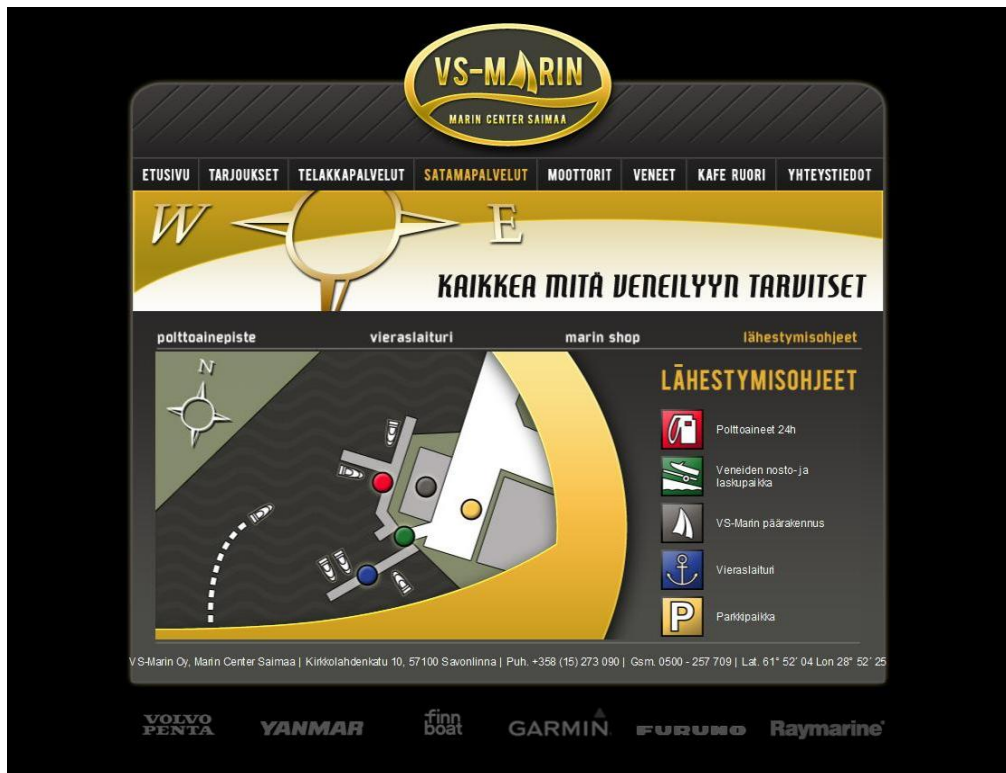 VS-MARIN
MARIN CENTER SAIMAA
ETUSIVU TARJOUKSET TELAKKAPALVELUT SATAMAPALVELUT MOOTTORIT VENEET KAFE RUORI YHTEYSTIEDOT
W E
KAIKKEA MITÄ VENEILYYN TARVITSET
polttoainepiste vieraslaituri marin shop lähestymisohjeet
N
LÄHESTYMISOHJEET
Polttoaineet 24h
Veneiden nosto- ja
laskupaikka
VS-Marin päärakennus
Vieraslaituri
P
Parkkipaikka
VS-Marin Oy, Marin Center Saimaa | Kirkkolahdenkatu 10, 57100 Savonlinna | Puh. +358 (15) 273 090 | Gsm. 0500 - 257 709 | Lat. 61° 52' 04 Lon 28° 52' 25
VOLVO
PENTA
YANMAR
finn
boat
GARMIN
FURUNO
Raymarine